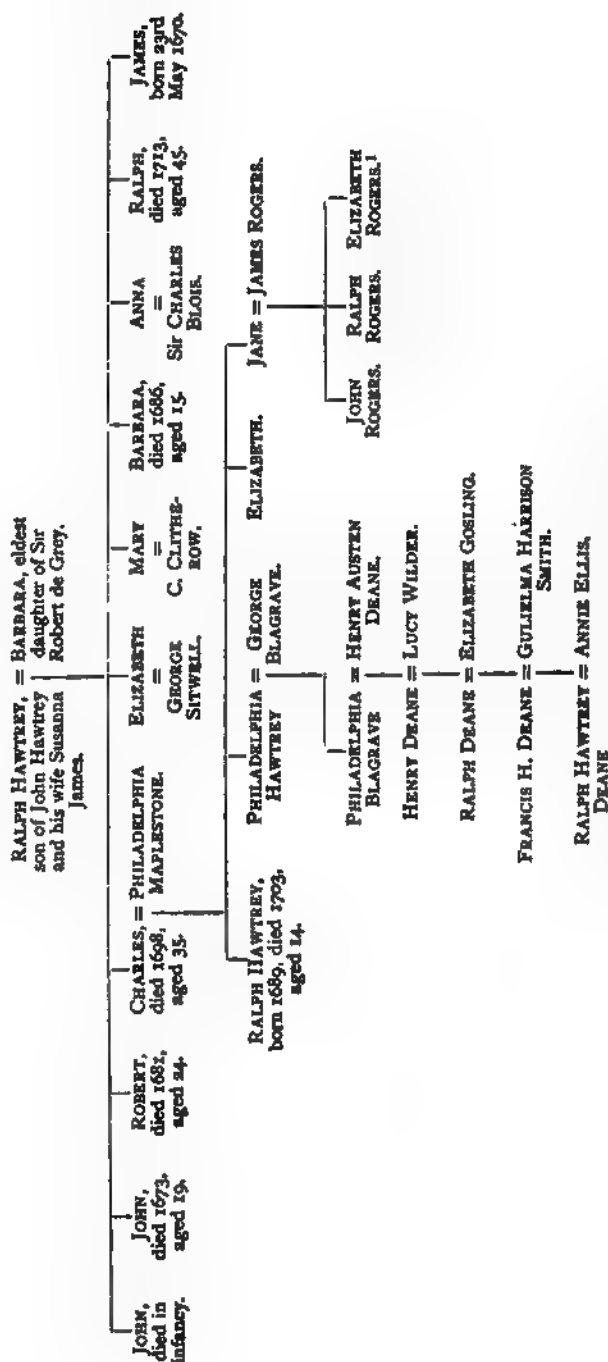 RALPH HAWTREY, = BARBARA, eldest
son of John Hawtrey daughter of Sir
and his wife Susanna Robert de Grey.
James.
JOHN,
died in
infancy.
JOHN,
died 1673,
aged 19.
ROBERT,
died 1681,
aged 24.
CHARLES, = PHILADELPHIA
died 1698, MAPLESTONE.
aged 35.
ELIZABETH
=
GEORGE
SITWELL.
MARY
=
C. CLITHE-
ROW.
BARBARA,
died 1686,
aged 15.
ANNA
=
Sir CHARLES
BLOIS.
RALPH,
died 1713,
aged 45.
JAMES,
born 23rd
May 1670.
RALPH HAWTREY,
born 1689, died 1703,
aged 14.
PHILADELPHIA = GEORGE
HAWTREY BLAGRAVE.
ELIZABETH.
JANE = JAMES ROGERS.
PHILADELPHIA = HENRY AUSTEN
BLAGRAVE DEANE.
JOHN
ROGERS.
RALPH
ROGERS.
ELIZABETH
ROGERS.¹
HENRY DEANE = LUCY WILDER.
RALPH DEANE = ELIZABETH GOSLING.
FRANCIS H. DEANE = GULIELMA HARRISON
SMITH.
RALPH HAWTREY = ANNIE ELLIS.
DEANE